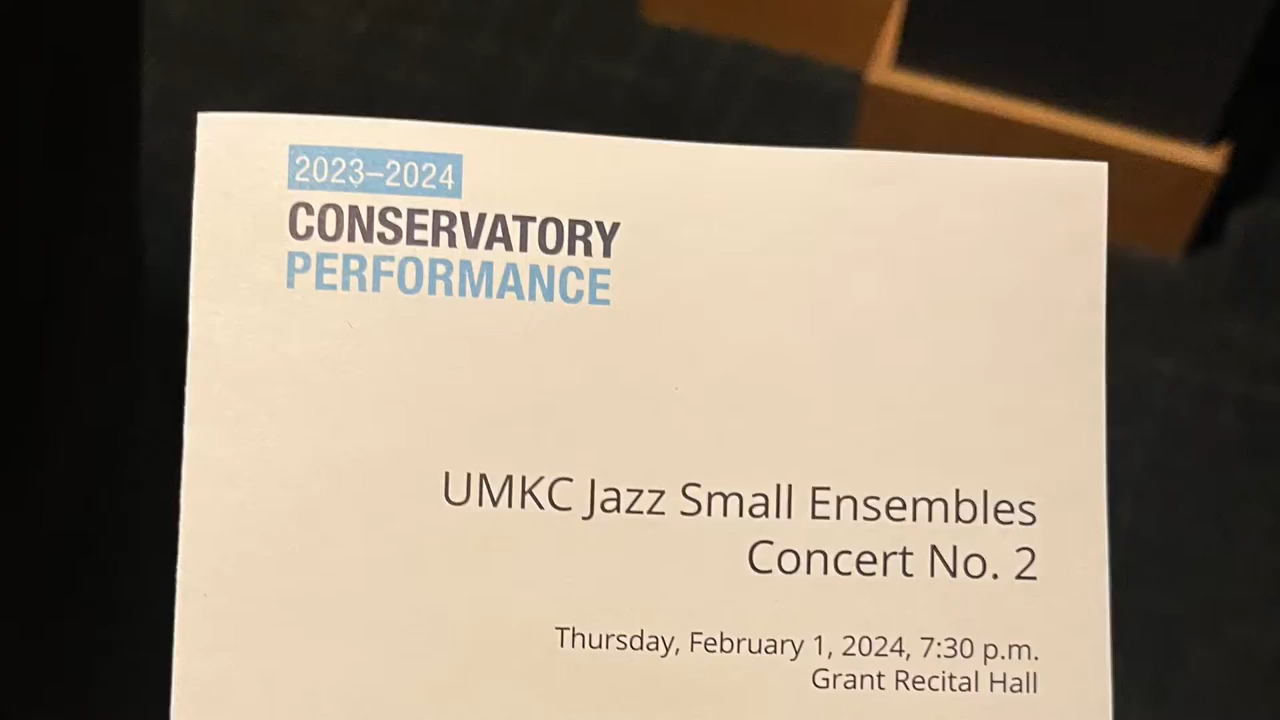 2023–2024
CONSERVATORY
PERFORMANCE
UMKC Jazz Small Ensembles
Concert No. 2
Thursday, February 1, 2024, 7:30 p.m.
Grant Recital Hall